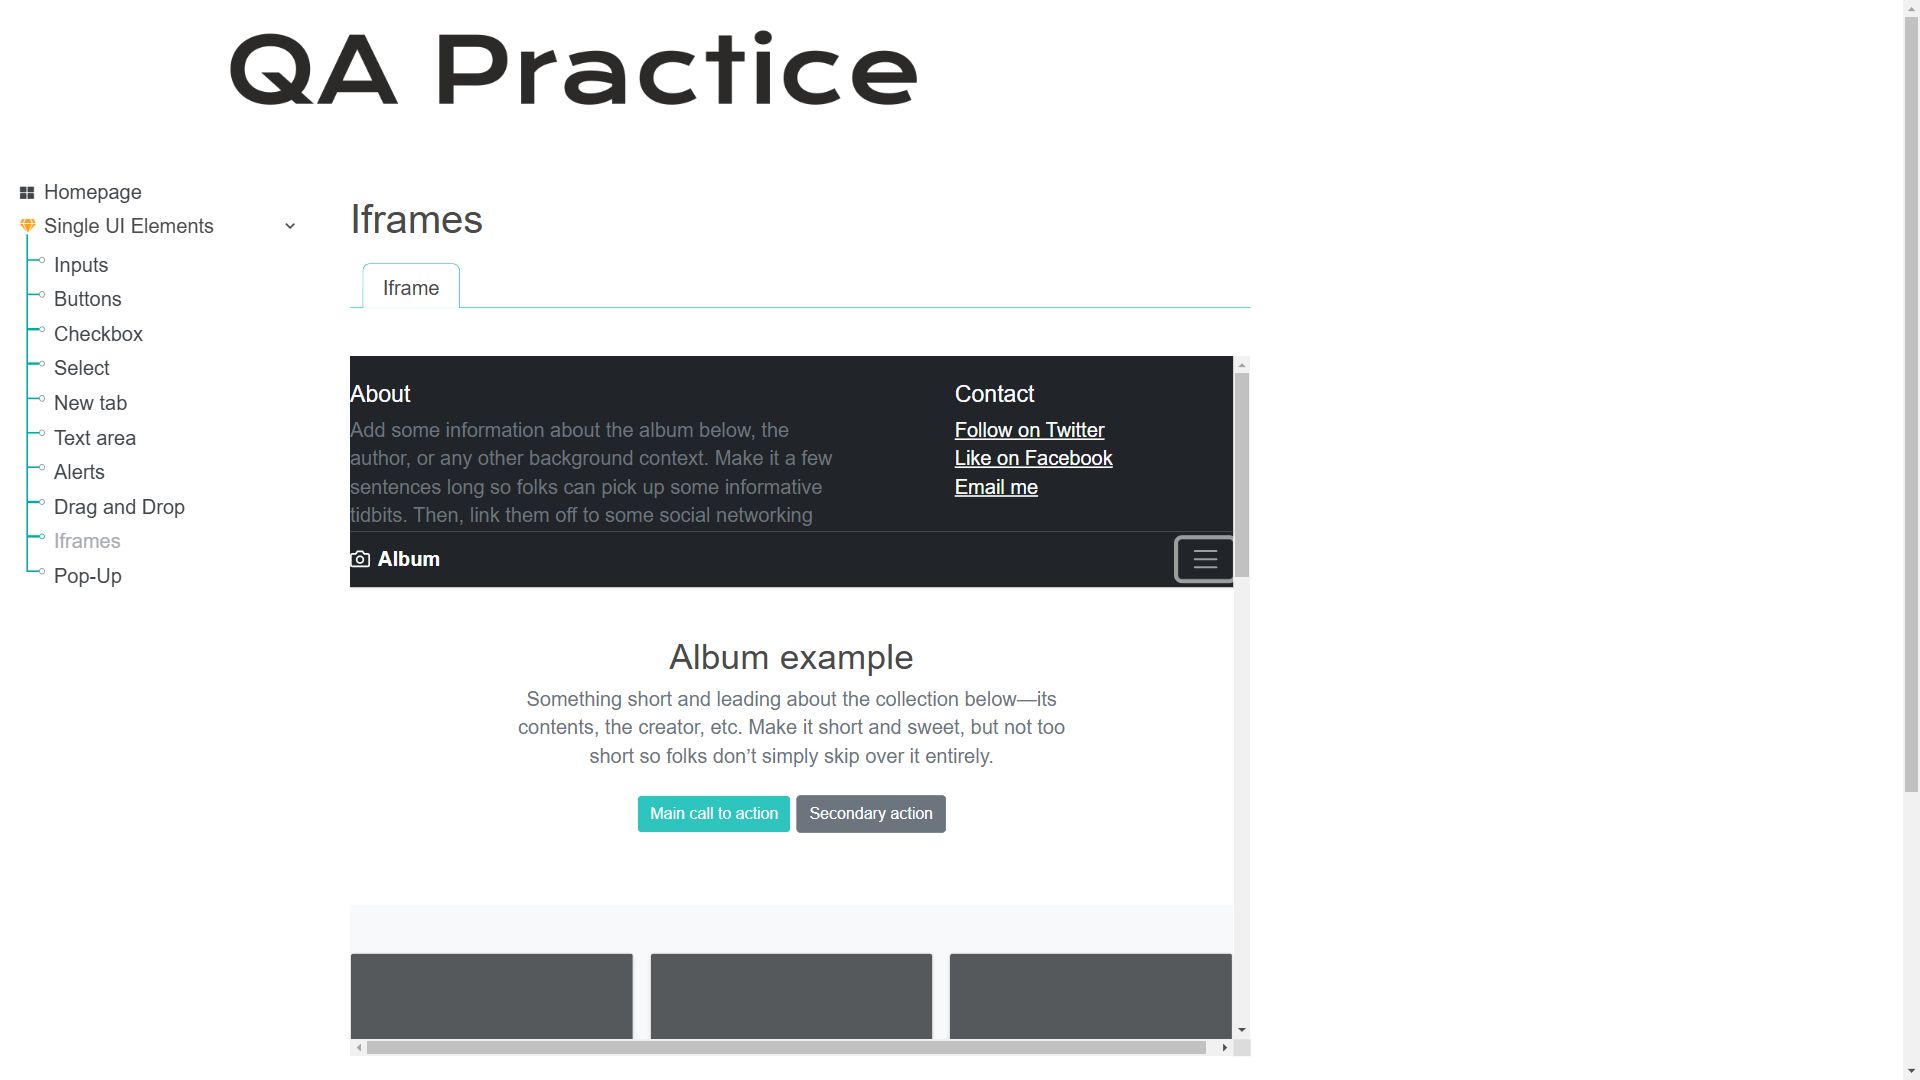 QA Practice
Homepage
Single UI Elements
Inputs
Buttons
Checkbox
Select
New tab
Text area
Alerts
Drag and Drop
Iframes
Pop-Up
Iframes
Iframe
About
Add some information about the album below, the
author, or any other background context. Make it a few
sentences long so folks can pick up some informative
tidbits. Then, link them off to some social networking
Contact
Follow on Twitter
Like on Facebook
Email me
Album
Album example
Something short and leading about the collection below—its
contents, the creator, etc. Make it short and sweet, but not too
short so folks don’t simply skip over it entirely.
Main call to action
Secondary action